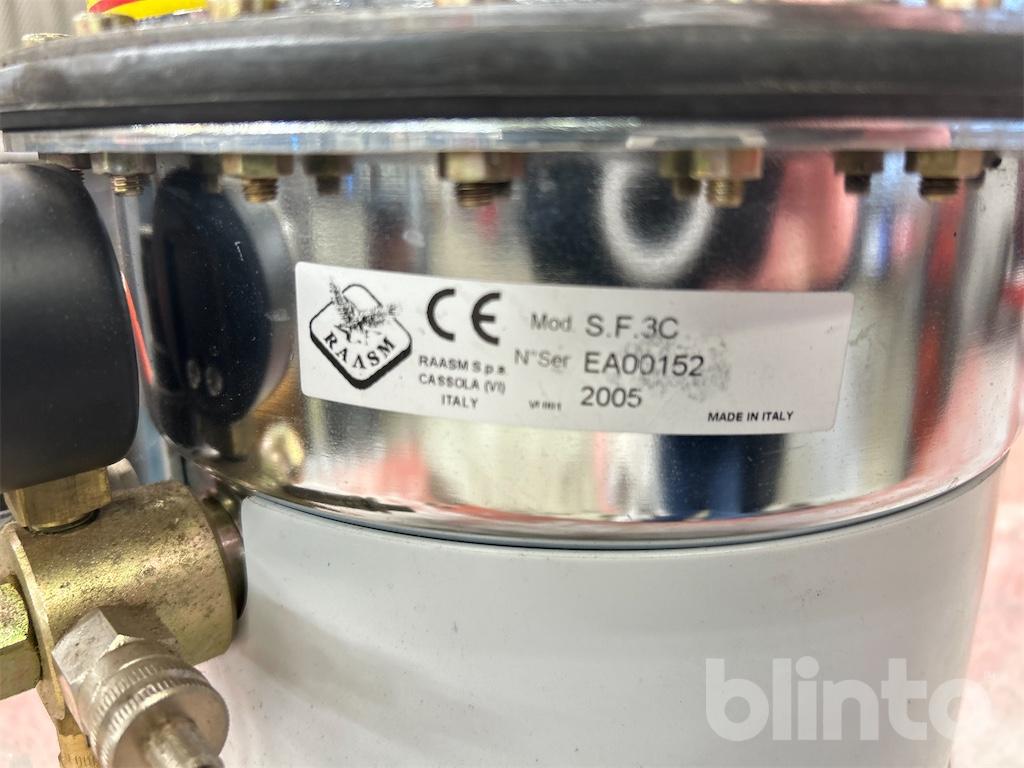 RAASM
CE
RAASM S.p.a.
CASSOLA (VI)
ITALY
Mod. S.F.3C
N°Ser EA00152
2005
MADE IN ITALY
blinto